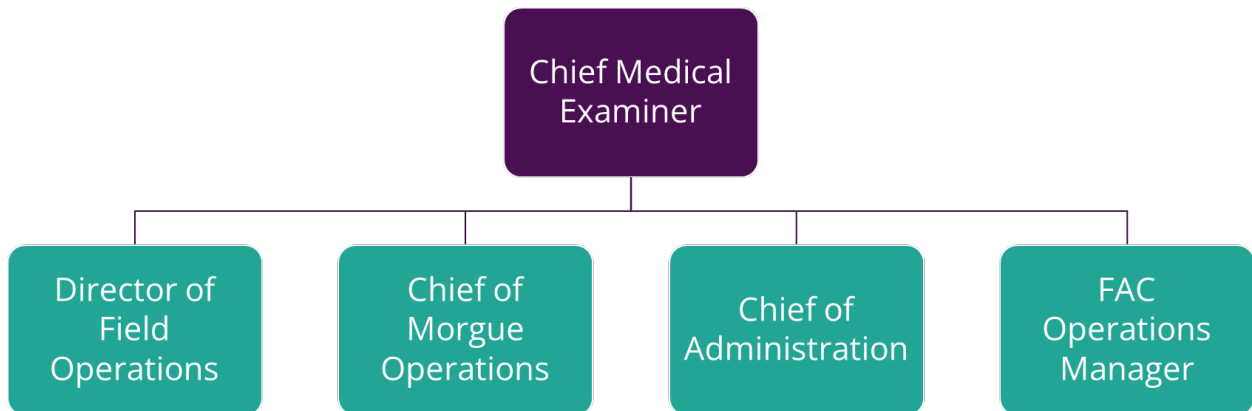 Chief Medical
Examiner
Director of
Field
Operations
Chief of
Morgue
Operations
Chief of
Administration
FAC
Operations
Manager